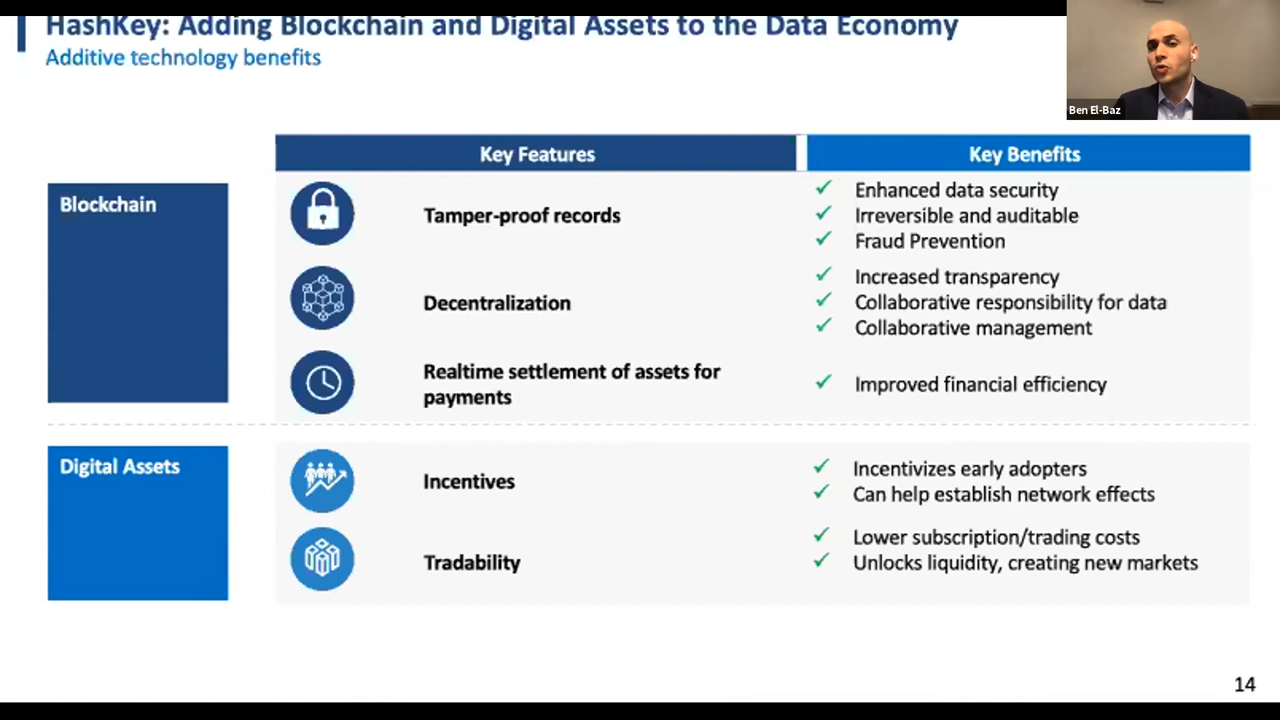 HashKey: Adding Blockchain and Digital Assets to the Data Economy
Additive technology benefits
Ben El-Baz
Key Features
Key Benefits
Blockchain
Tamper-proof records
Enhanced data security
Irreversible and auditable
Fraud Prevention
Decentralization
Increased transparency
Collaborative responsibility for data
Collaborative management
Realtime settlement of assets for
payments
Improved financial efficiency
Digital Assets
Incentives
Incentivizes early adopters
Can help establish network effects
Tradability
Lower subscription/trading costs
Unlocks liquidity, creating new markets
14